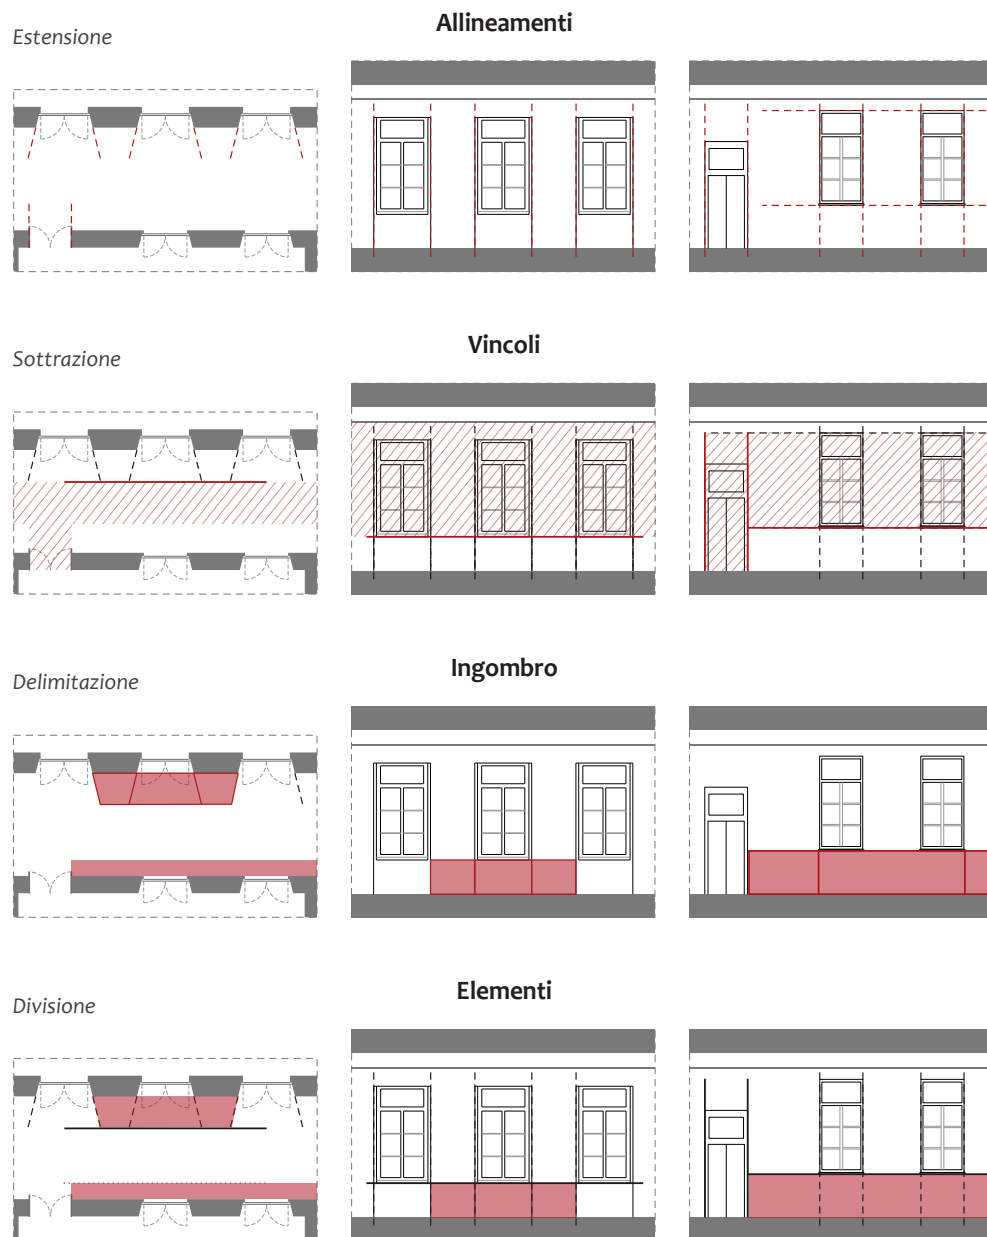 Allineamenti
Estensione
Vincoli
Sottrazione
Ingombro
Delimitazione
Elementi
Divisione